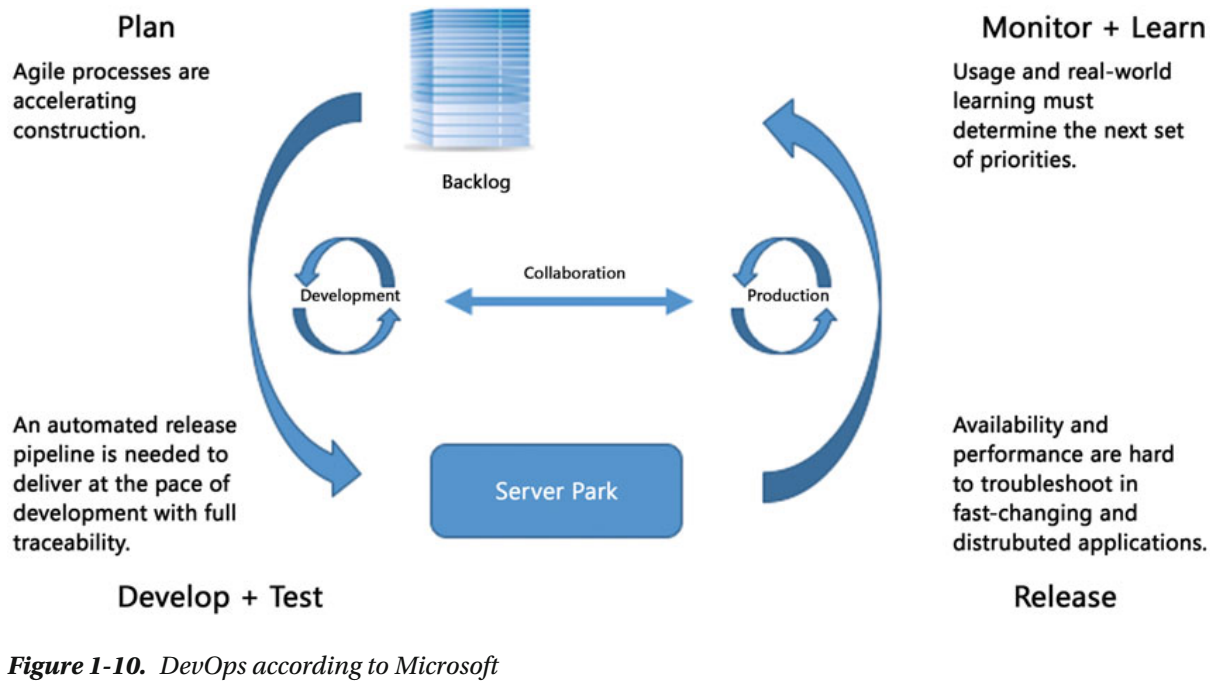 Plan
Agile processes are
accelerating
construction.
Backlog
Monitor + Learn
Usage and real-world
learning must
determine the next set
of priorities.
Development
Collaboration
Production
An automated release
pipeline is needed to
deliver at the pace of
development with full
traceability.
Develop + Test
Server Park
Availability and
performance are hard
to troubleshoot in
fast-changing and
distrubuted applications.
Release
Figure 1-10. DevOps according to Microsoft